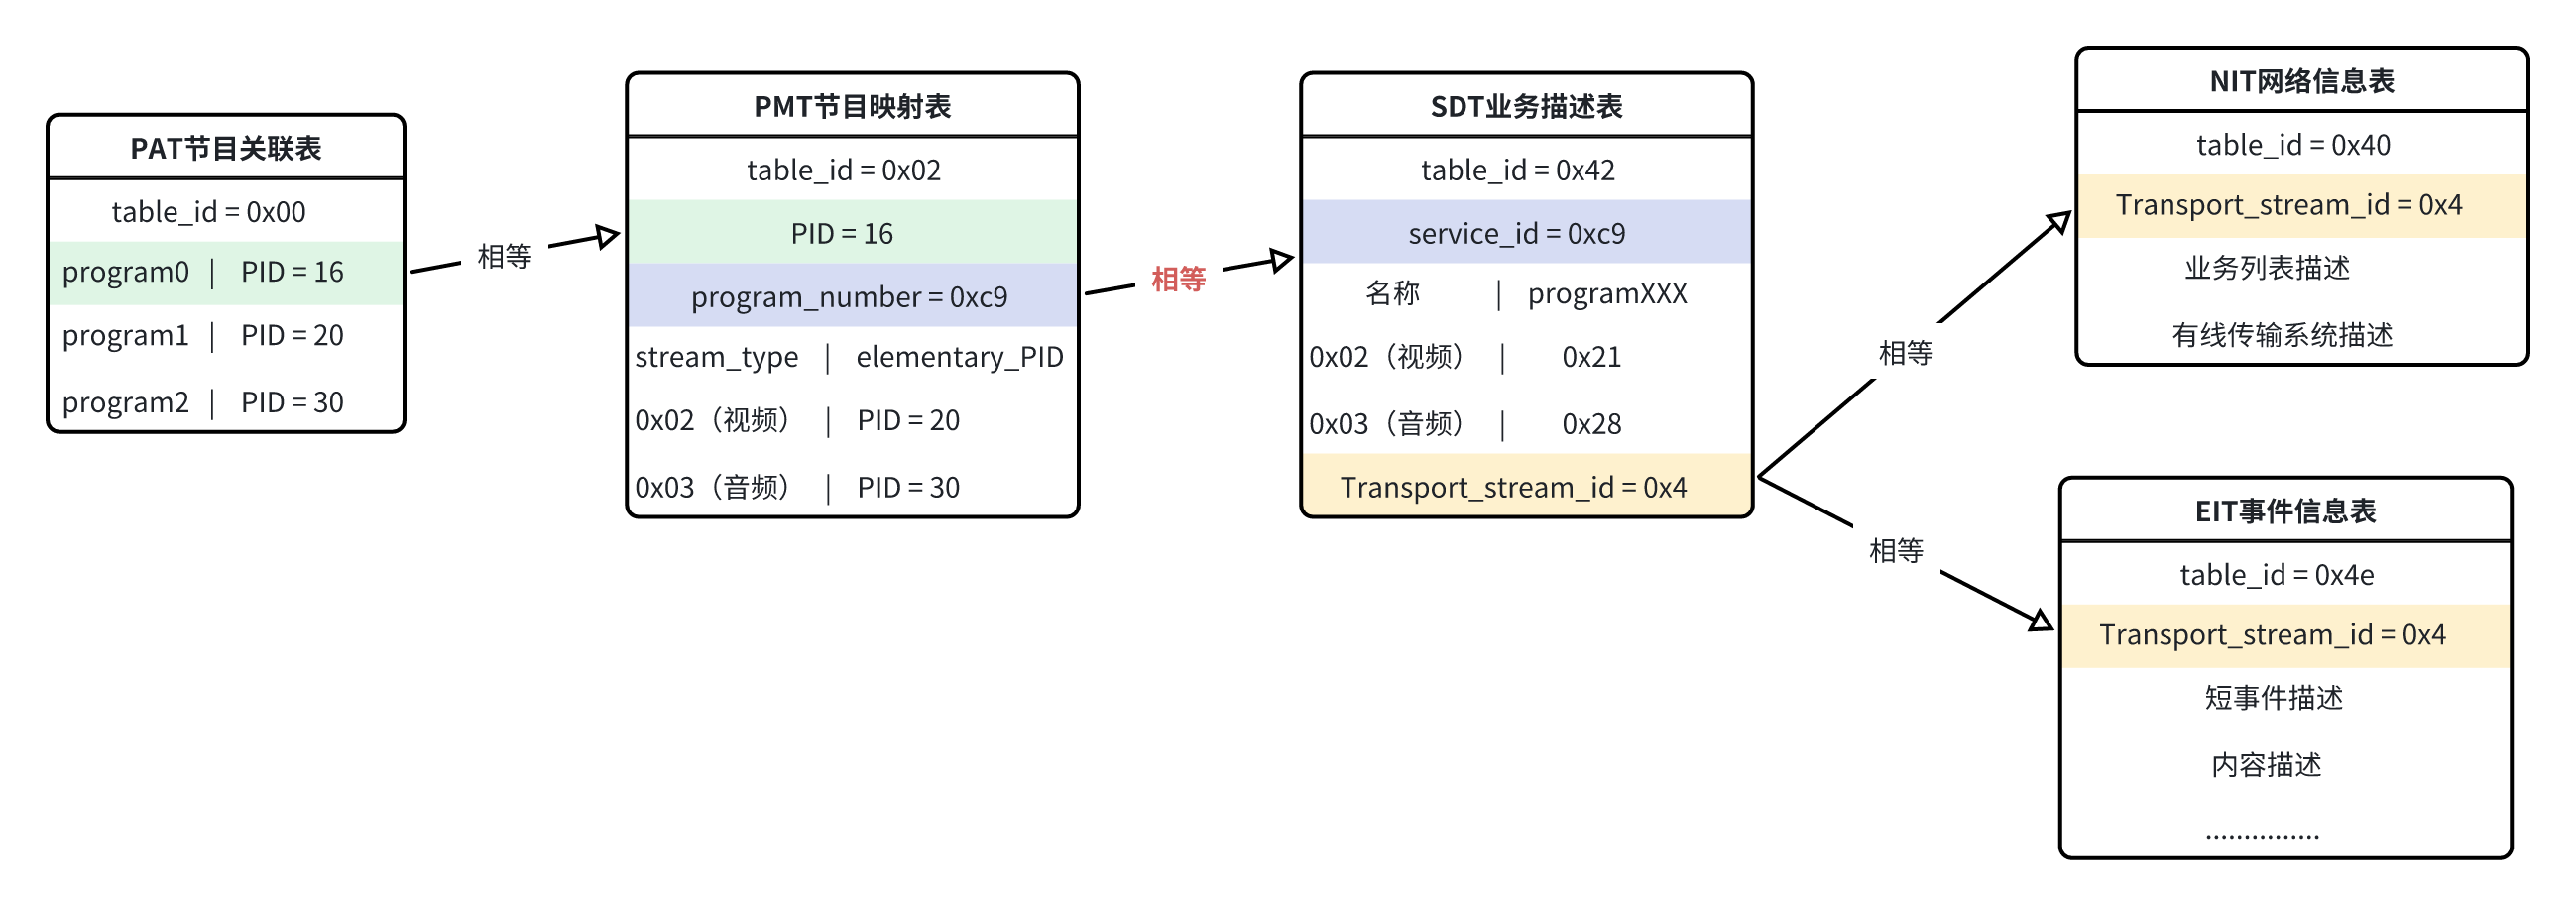 PAT节目关联表
table_id = 0x00
program0 | PID = 16
program1 | PID = 20
program2 | PID = 30
相等
PMT节目映射表
table_id = 0x02
PID = 16
program_number = 0xc9
stream_type | elementary_PID
0x02（视频） | PID = 20
0x03（音频） | PID = 30
相等
SDT业务描述表
table_id = 0x42
service_id = 0xc9
名称 | programXXX
0x02（视频） | 0x21
0x03（音频） | 0x28
Transport_stream_id = 0x4
相等
相等
NIT网络信息表
table_id = 0x40
Transport_stream_id = 0x4
业务列表描述
有线传输系统描述
EIT事件信息表
table_id = 0x4e
Transport_stream_id = 0x4
短事件描述
内容描述
...............